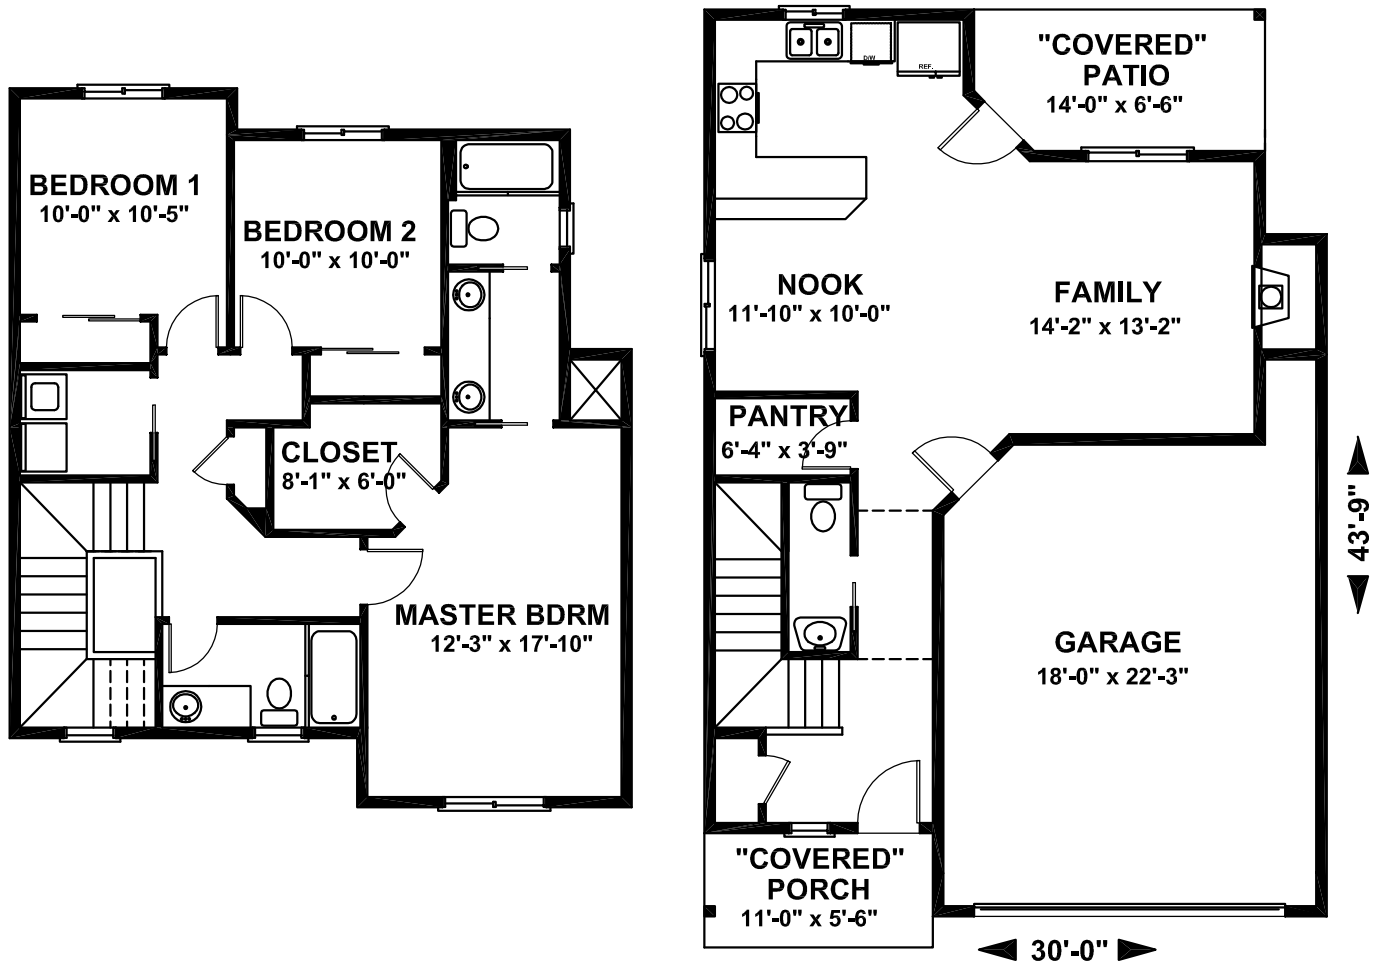 BEDROOM 1
10'-0" x 10'-5"
BEDROOM 2
10'-0" x 10'-0"
CLOSET
8'-1" x 6'-0"
MASTER BDRM
12'-3" x 17'-10"
D/W
REF.
"COVERED"
PATIO
14'-0" x 6'-6"
NOOK
11'-10" x 10'-0"
FAMILY
14'-2" x 13'-2"
PANTRY
6'-4" x 3'-9"
GARAGE
18'-0" x 22'-3"
"COVERED"
PORCH
11'-0" x 5'-6"
43'-9"
30'-0"